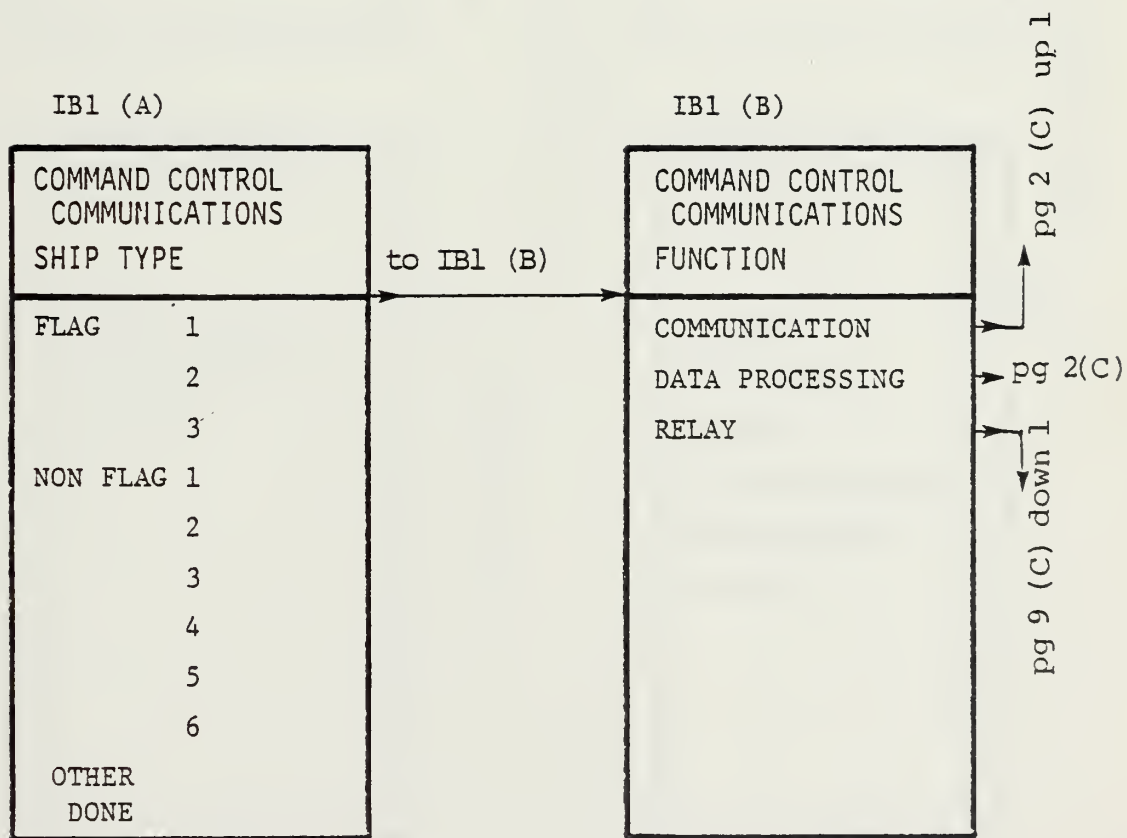 IB1 (A)
COMMAND CONTROL
COMMUNICATIONS
SHIP TYPE
FLAG 1
2
3
NON FLAG 1
2
3
4
5
6
OTHER
DONE
to IB1 (B)
IB1 (B)
COMMAND CONTROL
COMMUNICATIONS
FUNCTION
COMMUNICATION
DATA PROCESSING
RELAY
pg 2 (C) up 1
pg 2(C)
pg 9 (C) down 1